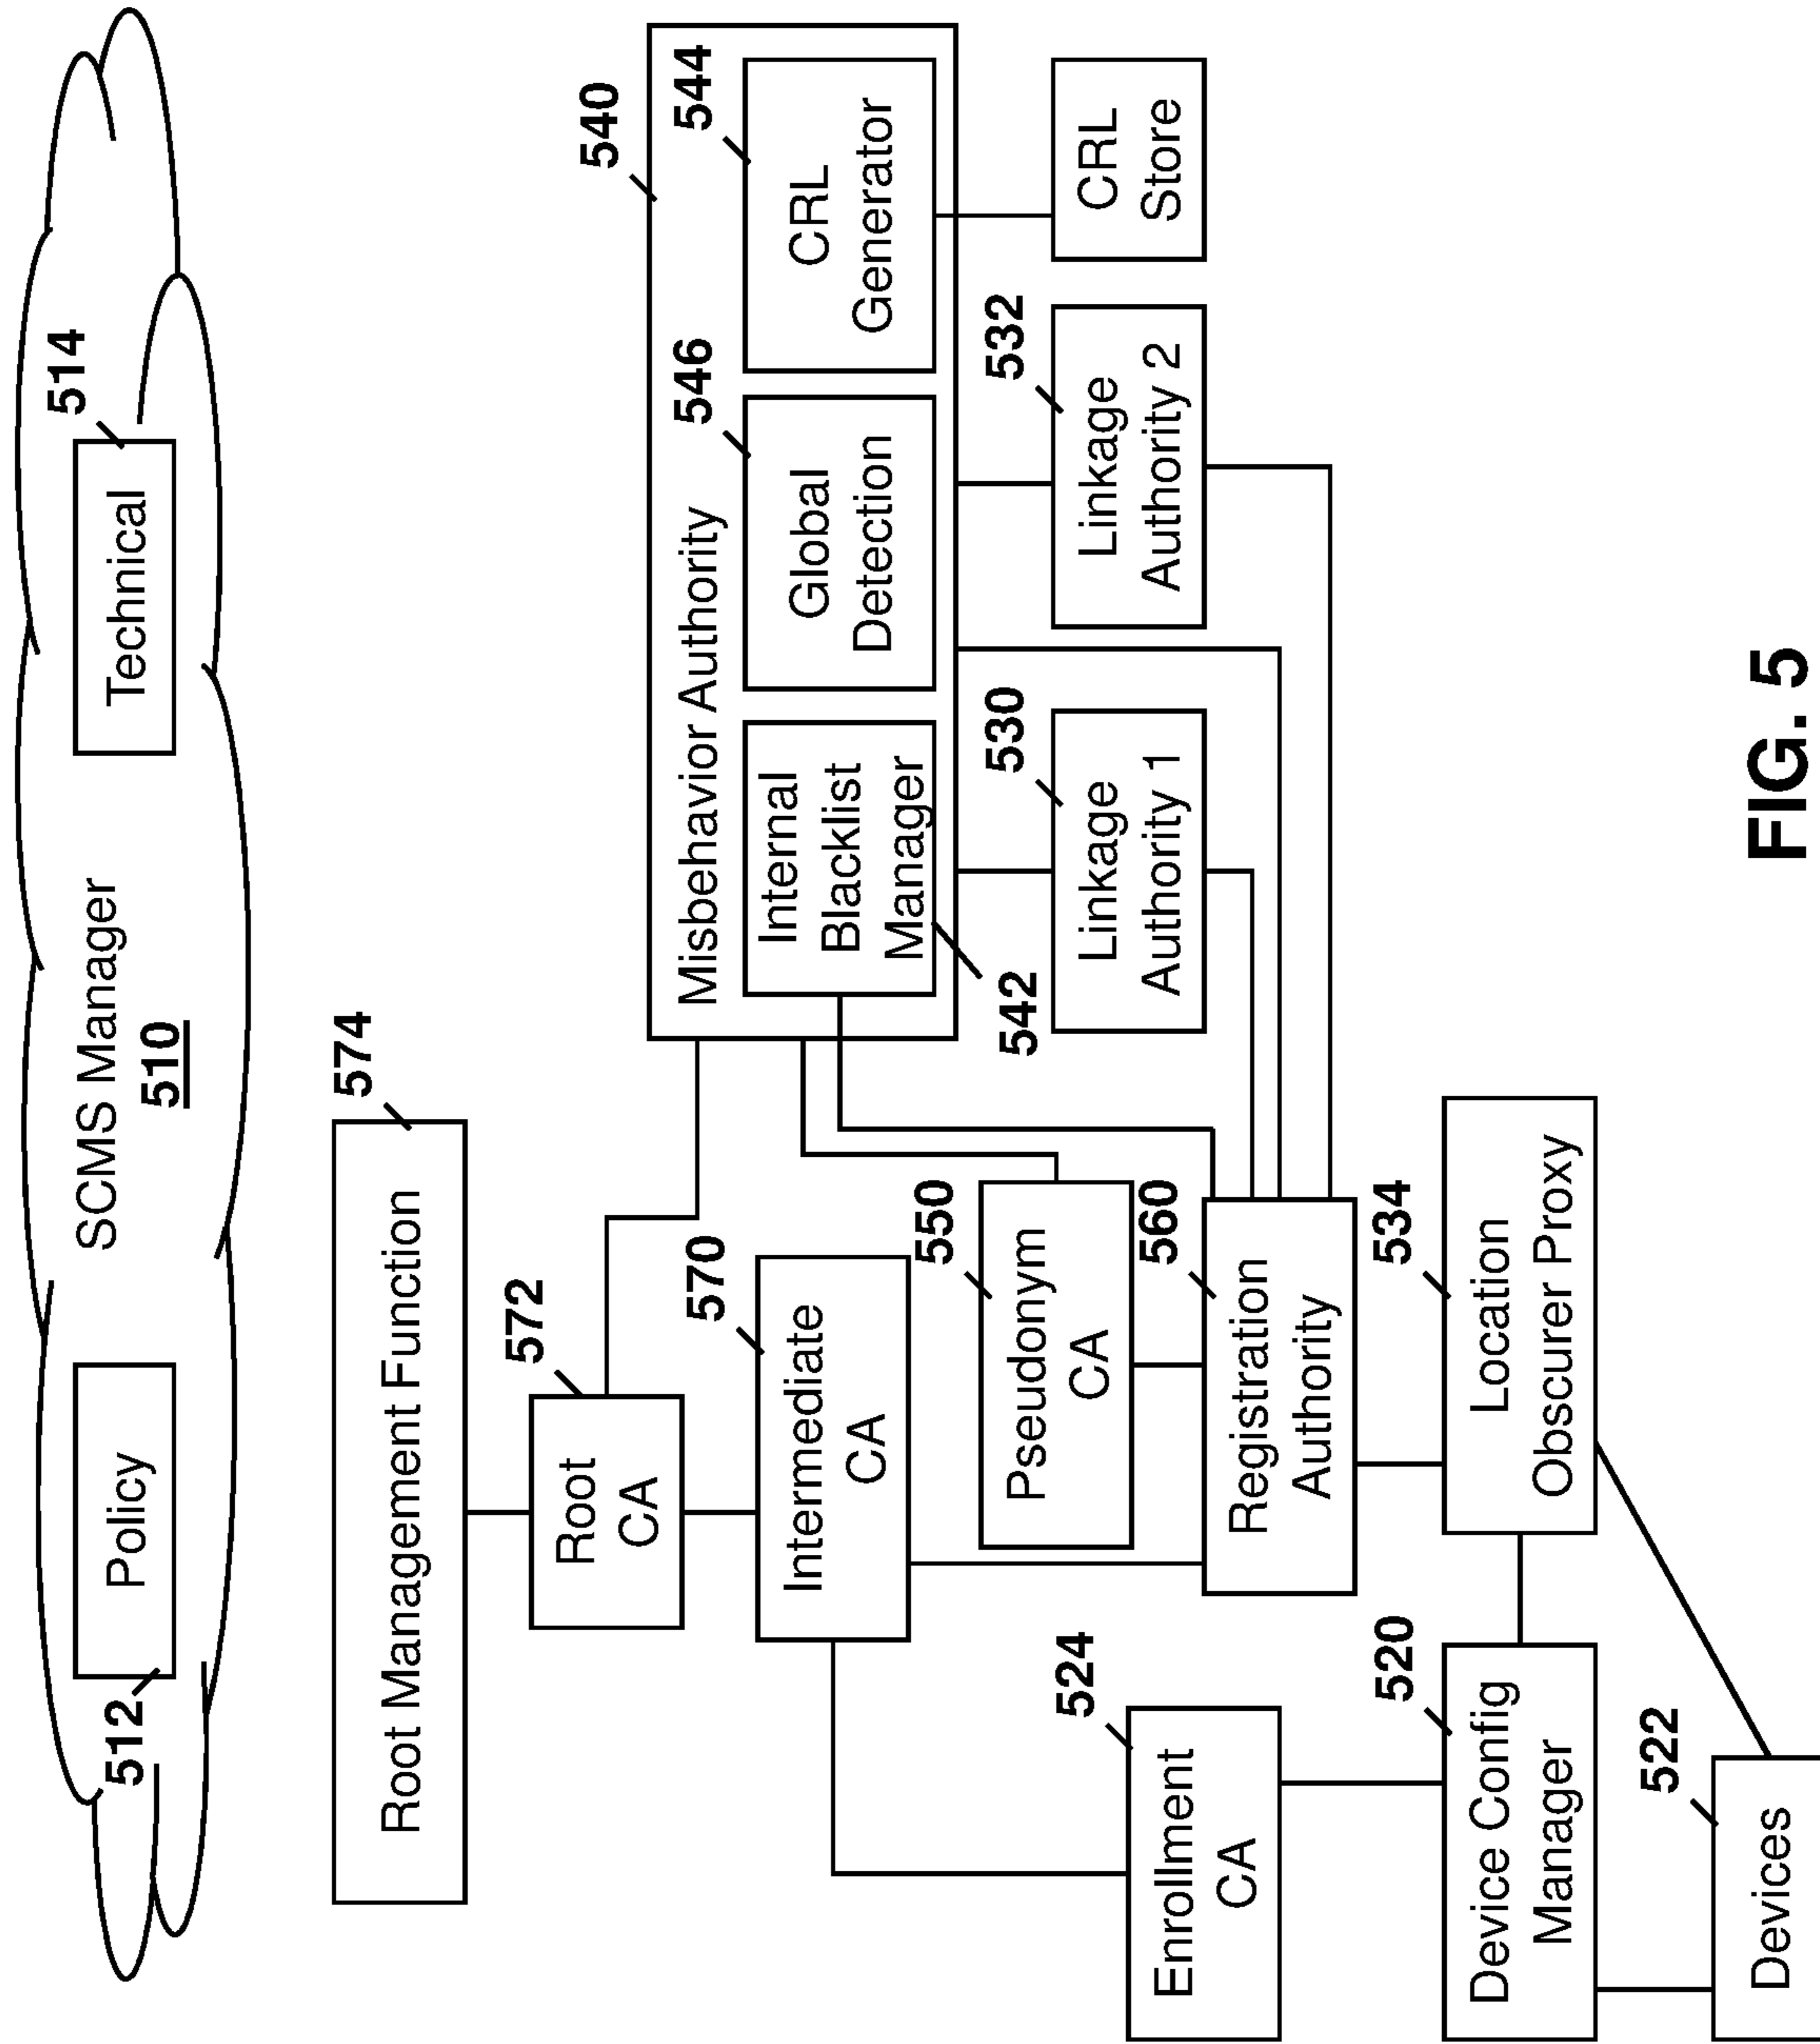 SCMS Manager
510
Policy
512
Technical
514
Root Management Function
574
Root
CA
572
Intermediate
CA
570
Misbehavior Authority
540
Internal
Blacklist
Manager
542
Global
Detection
546
CRL
Generator
544
Enrollment
CA
524
Pseudonym
CA
550
Registration
Authority
560
Linkage
Authority 1
530
Linkage
Authority 2
532
CRL
Store
Device Config
Manager
520
Location
Obscurer Proxy
534
Devices
522
FIG. 5